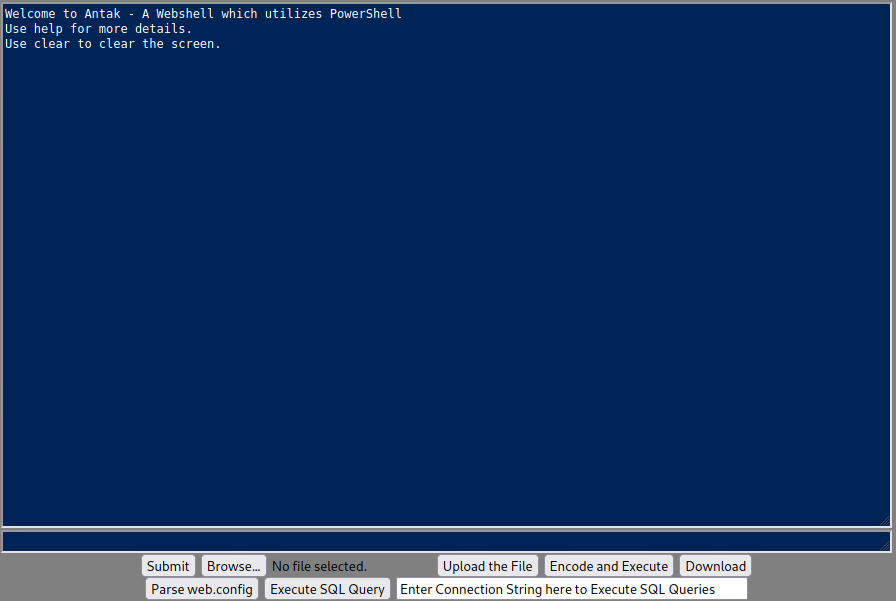 Welcome to Antak - A Webshell which utilizes PowerShell
Use help for more details.
Use clear to clear the screen.
Submit Browse... No file selected. Upload the File Encode and Execute Download
Parse web.config Execute SQL Query Enter Connection String here to Execute SQL Queries